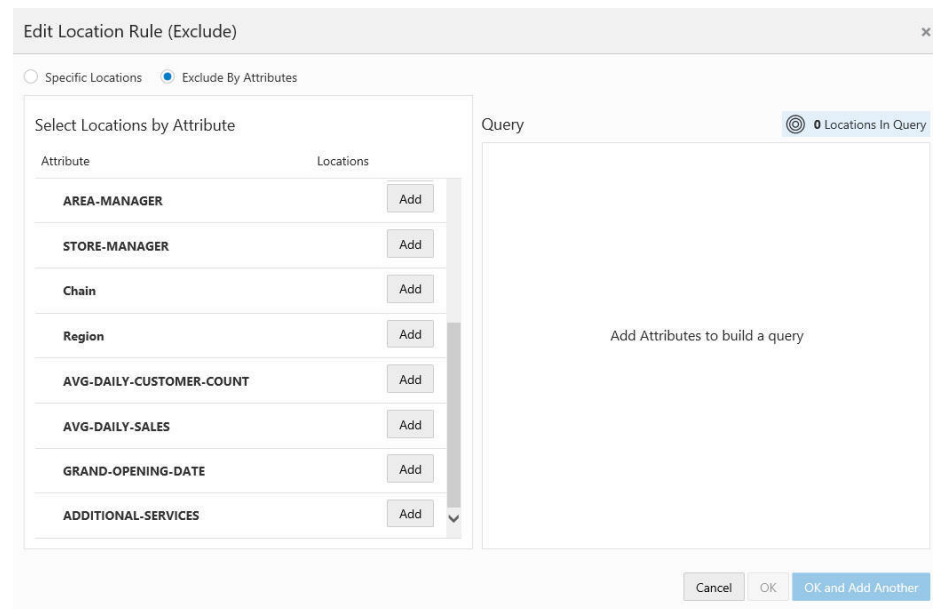 Edit Location Rule (Exclude) ×
Specific Locations Exclude By Attributes
Select Locations by Attribute
Attribute Locations
AREA-MANAGER Add
STORE-MANAGER Add
Chain Add
Region Add
AVG-DAILY-CUSTOMER-COUNT Add
AVG-DAILY-SALES Add
GRAND-OPENING-DATE Add
ADDITIONAL-SERVICES Add
Query 0 Locations In Query
Add Attributes to build a query
Cancel OK OK and Add Another